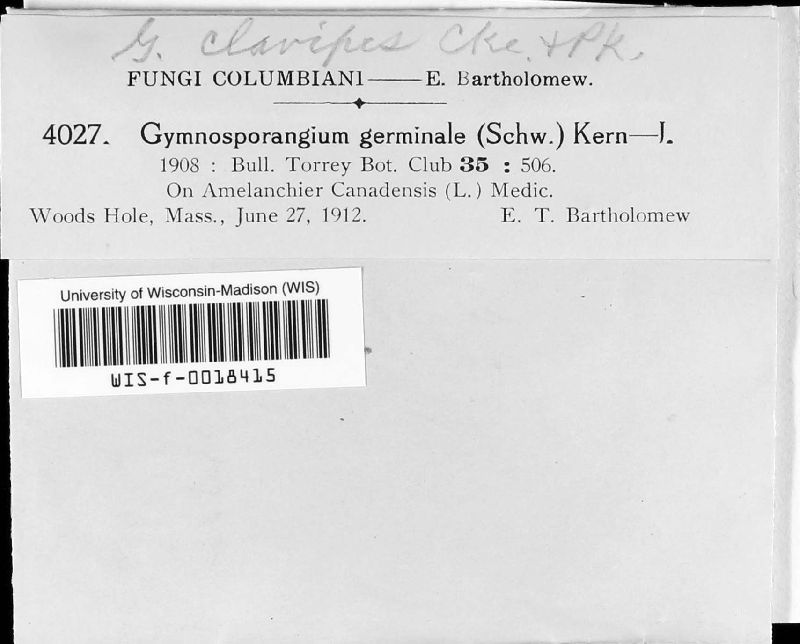 G. clavipes Cke. & Pk.
FUNGI COLUMBIANI—E. Bartholomew.
4027. Gymnosporangium germinale (Schw.) Kern—I.
1908 : Bull. Torrey Bot. Club 35 : 506.
On Amelanchier Canadensis (L.) Medic.
Woods Hole, Mass., June 27, 1912. E. T. Bartholomew
University of Wisconsin-Madison (WIS)
WIS-f-0018415